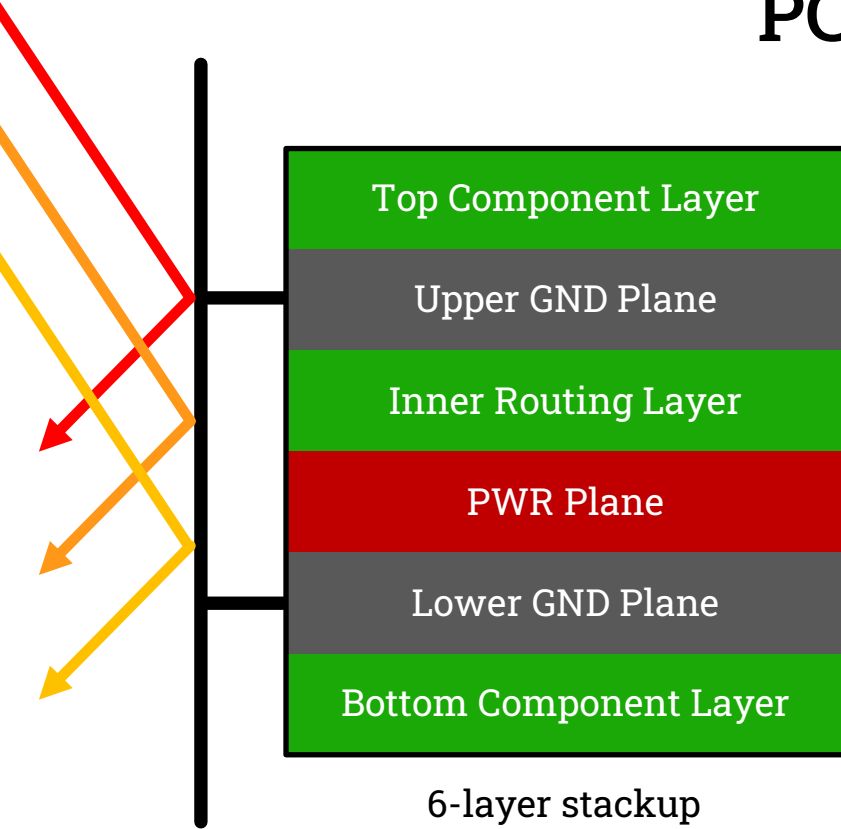 Top Component Layer
Upper GND Plane
Inner Routing Layer
PWR Plane
Lower GND Plane
Bottom Component Layer
6-layer stackup